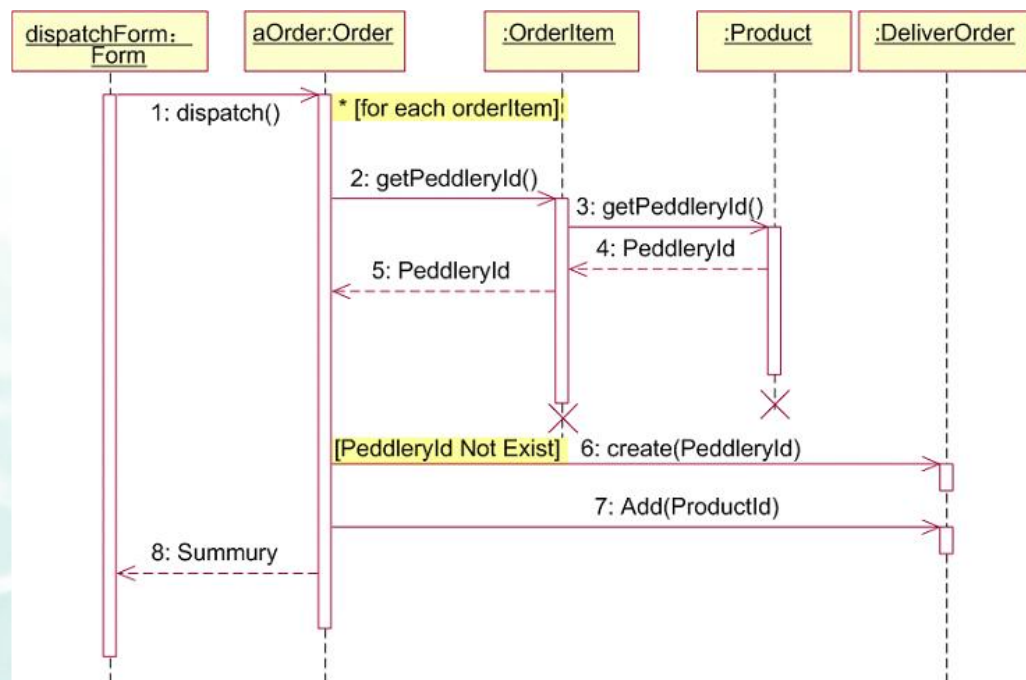 dispatchForm：
Form
aOrder:Order
:OrderItem
:Product
:DeliverOrder
1: dispatch()
* [for each orderItem]
2: getPeddleryId()
3: getPeddleryId()
4: PeddleryId
5: PeddleryId
[PeddleryId Not Exist]
6: create(PeddleryId)
7: Add(ProductId)
8: Summury